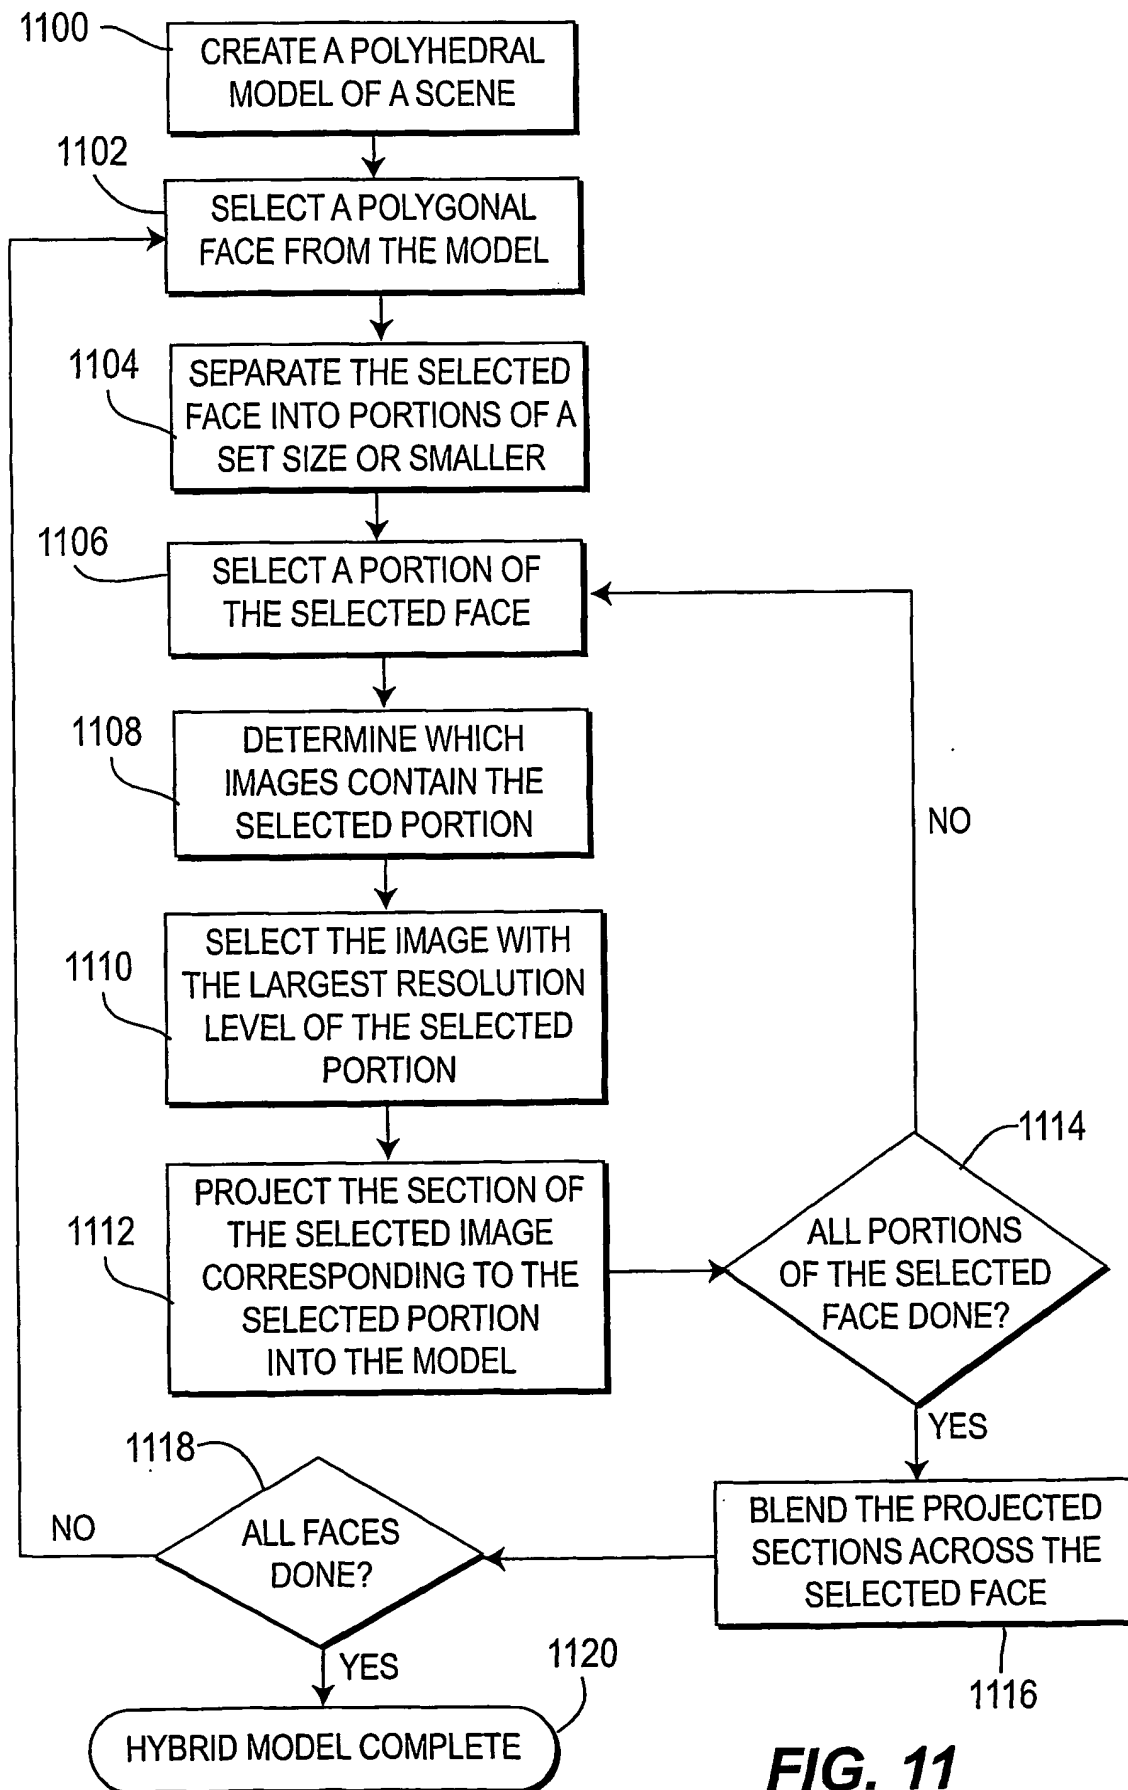 1100
CREATE A POLYHEDRAL
MODEL OF A SCENE
1102
SELECT A POLYGONAL
FACE FROM THE MODEL
1104
SEPARATE THE SELECTED
FACE INTO PORTIONS OF A
SET SIZE OR SMALLER
1106
SELECT A PORTION OF
THE SELECTED FACE
1108
DETERMINE WHICH
IMAGES CONTAIN THE
SELECTED PORTION
NO
1110
SELECT THE IMAGE WITH
THE LARGEST RESOLUTION
LEVEL OF THE SELECTED
PORTION
1112
PROJECT THE SECTION OF
THE SELECTED IMAGE
CORRESPONDING TO THE
SELECTED PORTION
INTO THE MODEL
1114
ALL PORTIONS
OF THE SELECTED
FACE DONE?
YES
BLEND THE PROJECTED
SECTIONS ACROSS THE
SELECTED FACE
1116
1118
ALL FACES
DONE?
NO
YES
1120
HYBRID MODEL COMPLETE
FIG. 11